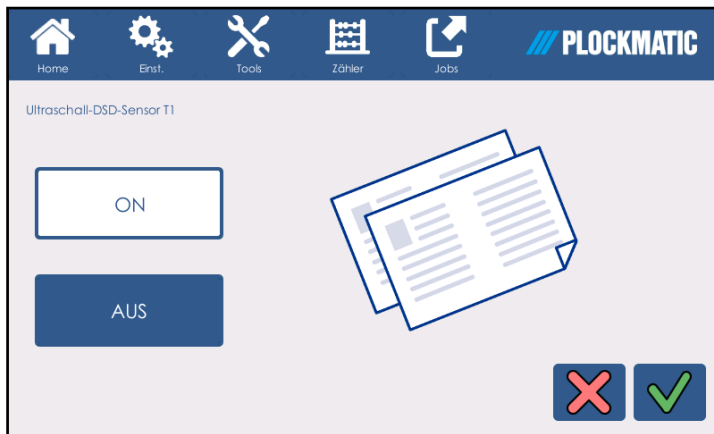 Home
Einst.
Tools
Zähler
Jobs
PLOCKMATIC
Ultraschall-DSD-Sensor T1
ON
AUS